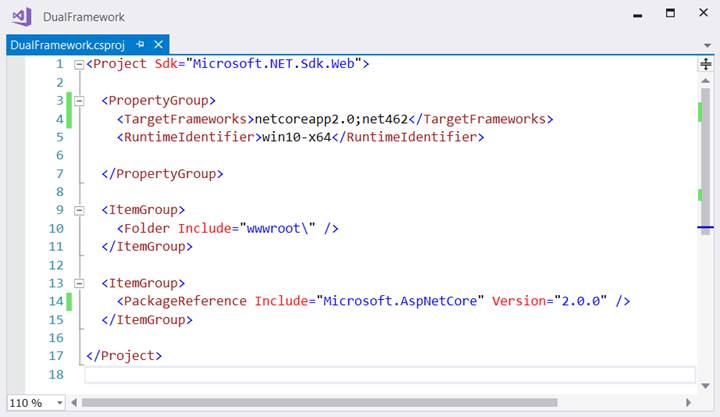 DualFramework
DualFramework.csproj
1 <Project Sdk="Microsoft.NET.Sdk.Web">
2
3 <PropertyGroup>
4 <TargetFrameworks>netcoreapp2.0;net462</TargetFrameworks>
5 <RuntimeIdentifier>win10-x64</RuntimeIdentifier>
6
7 </PropertyGroup>
8
9 <ItemGroup>
10 <Folder Include="wwwroot\" />
11 </ItemGroup>
12
13 <ItemGroup>
14 <PackageReference Include="Microsoft.AspNetCore" Version="2.0.0" />
15 </ItemGroup>
16
17 </Project>
18
110 %